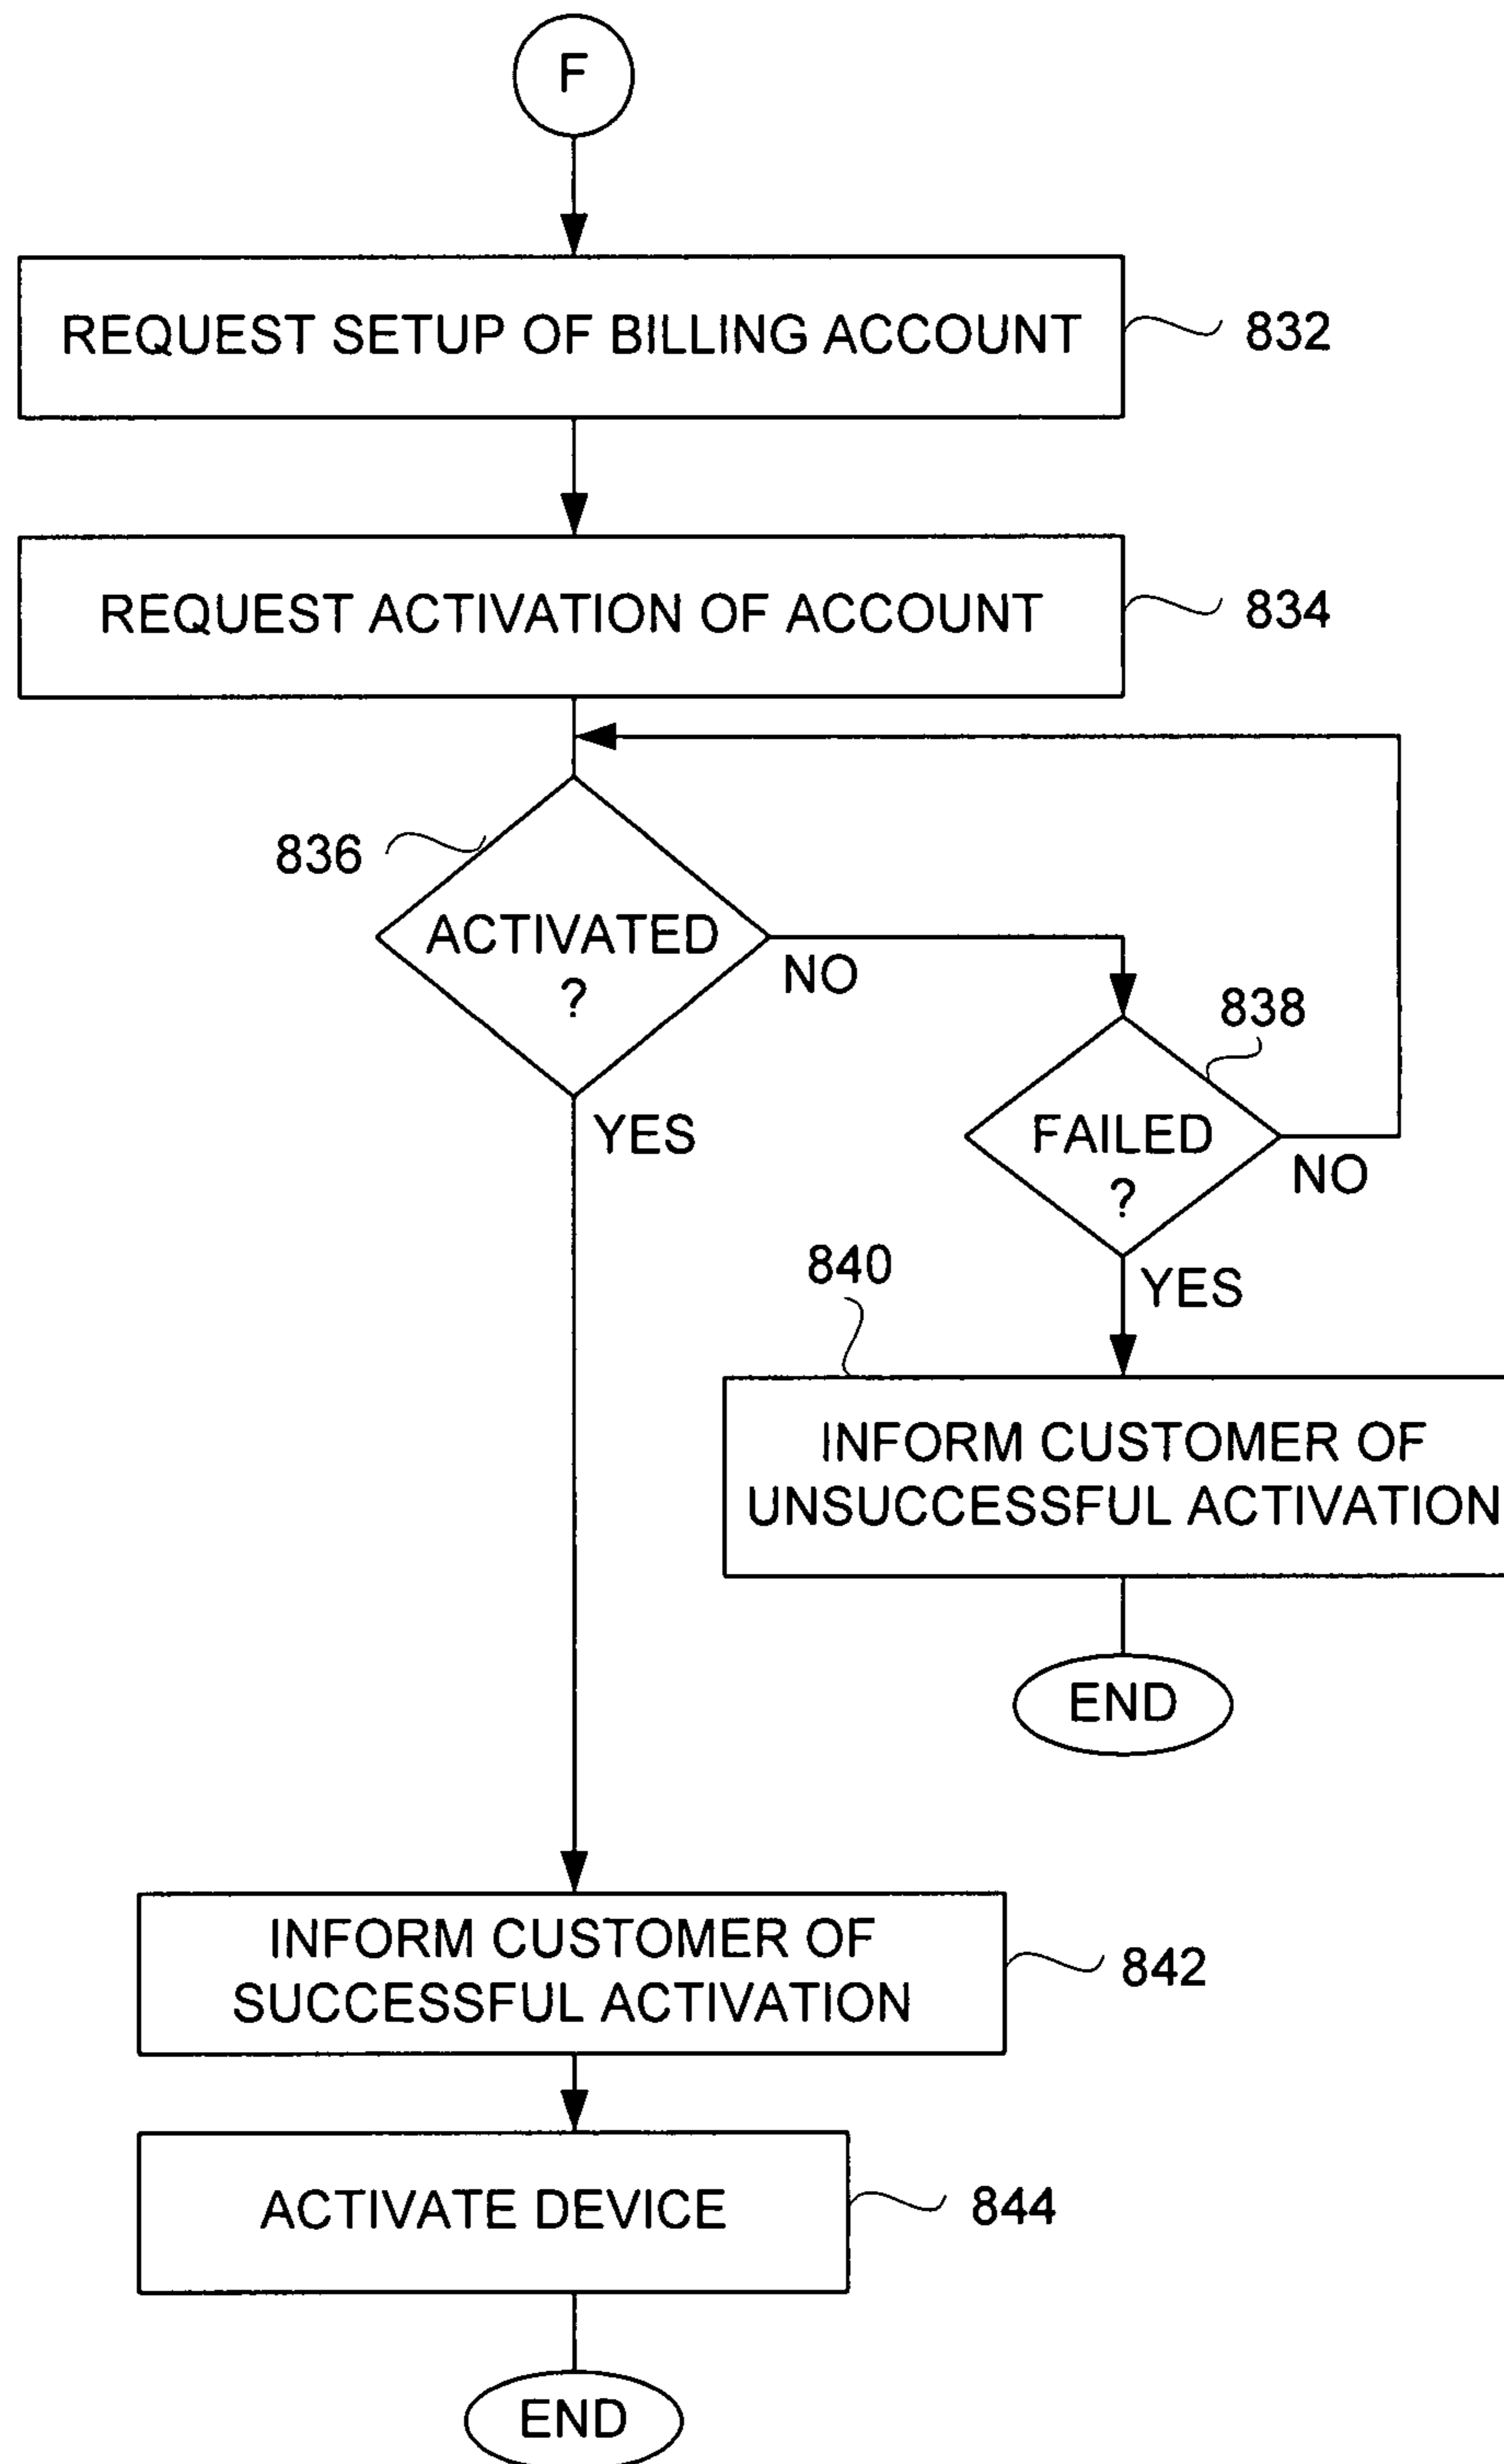 F
REQUEST SETUP OF BILLING ACCOUNT
832
REQUEST ACTIVATION OF ACCOUNT
834
836
ACTIVATED
?
NO
YES
838
FAILED
?
NO
YES
840
INFORM CUSTOMER OF
UNSUCCESSFUL ACTIVATION
END
INFORM CUSTOMER OF
SUCCESSFUL ACTIVATION
842
ACTIVATE DEVICE
844
END